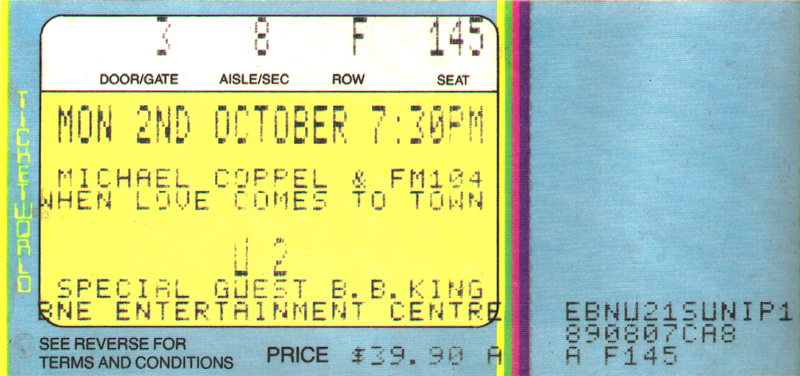 3 8 F 145
DOOR/GATE AISLE/SEC ROW SEAT
TICKETWORLD
MON 2ND OCTOBER 7:30PM
MICHAEL COPPEL & FM104
WHEN LOVE COMES TO TOWN
U 2
SPECIAL GUEST B.B.KING
BNE ENTERTAINMENT CENTRE
SEE REVERSE FOR
TERMS AND CONDITIONS
PRICE $39.90 A
EBNU21SUNIP1
890807CA8
A F145